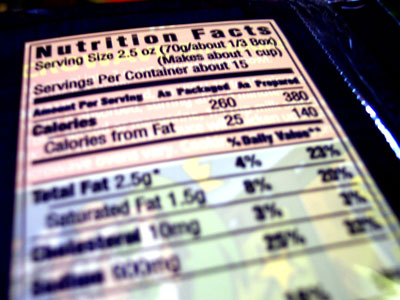 Nutrition Facts
Serving Size 2.5 oz (70g/about 1/3 Box)
(Makes about 1 cup)
Servings Per Container about 15
Amount Per Serving As Packaged As Prepared
Calories 260 380
Calories from Fat 25 140
% Daily Value**
Total Fat 2.5g* 4% 23%
Saturated Fat 1.5g 8% 20%
Cholesterol 10mg 3% 3%
Sodium 25%